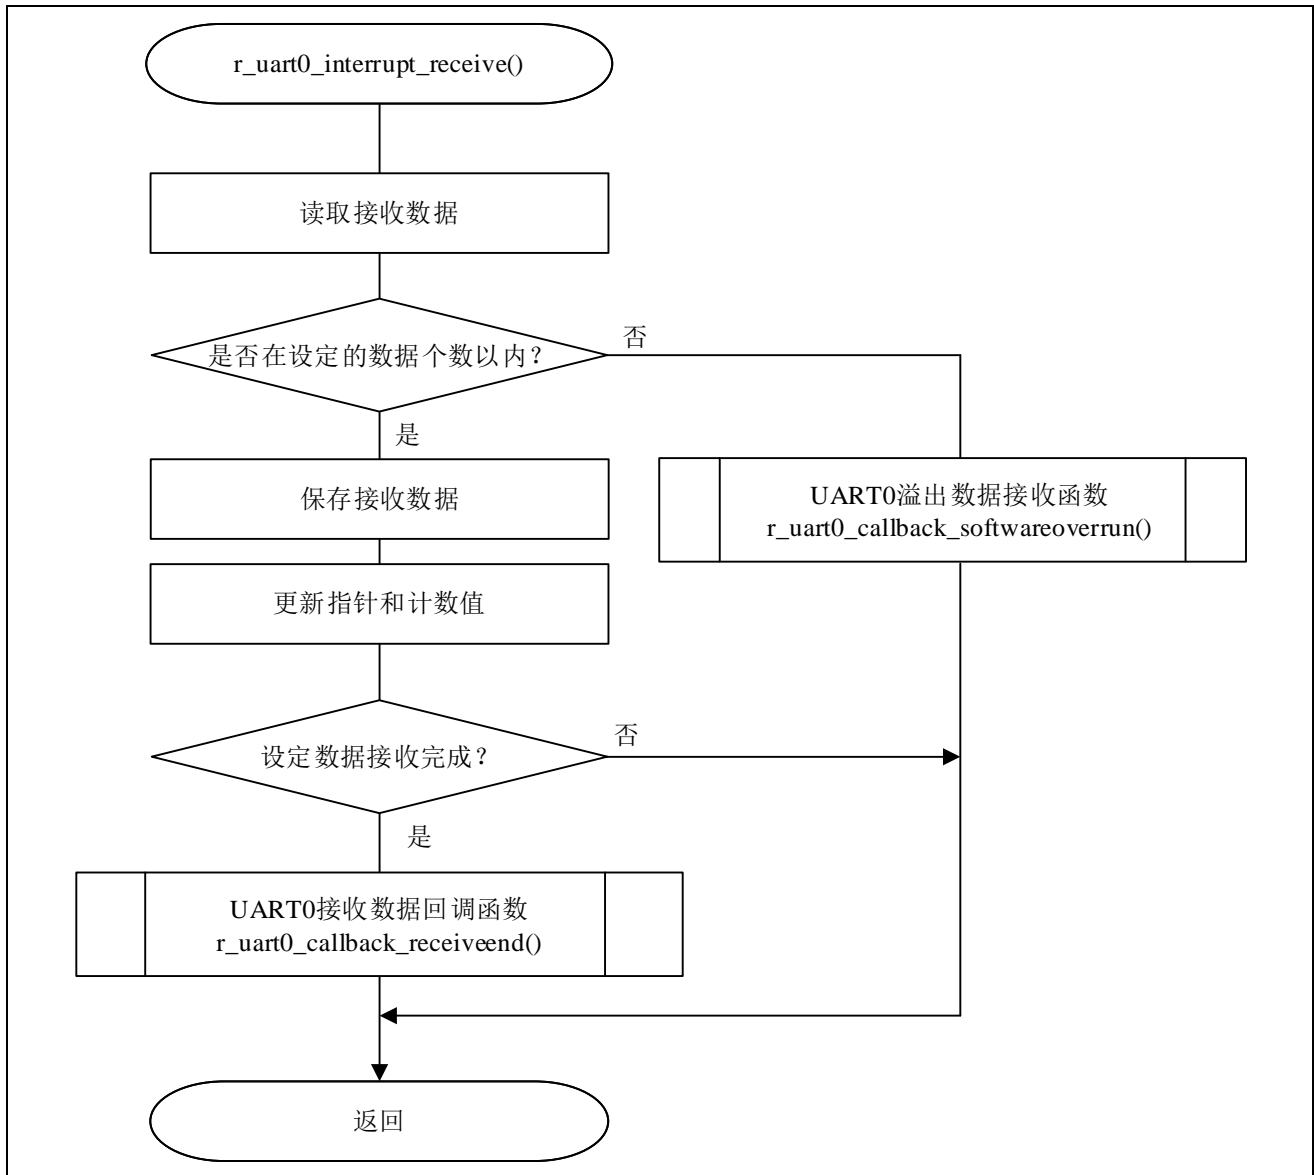 r_uart0_interrupt_receive()
读取接收数据
是否在设定的数据个数以内？
否
是
保存接收数据
UART0溢出数据接收函数
r_uart0_callback_softwareoverrun()
更新指针和计数值
设定数据接收完成？
否
是
UART0接收数据回调函数
r_uart0_callback_receiveend()
返回